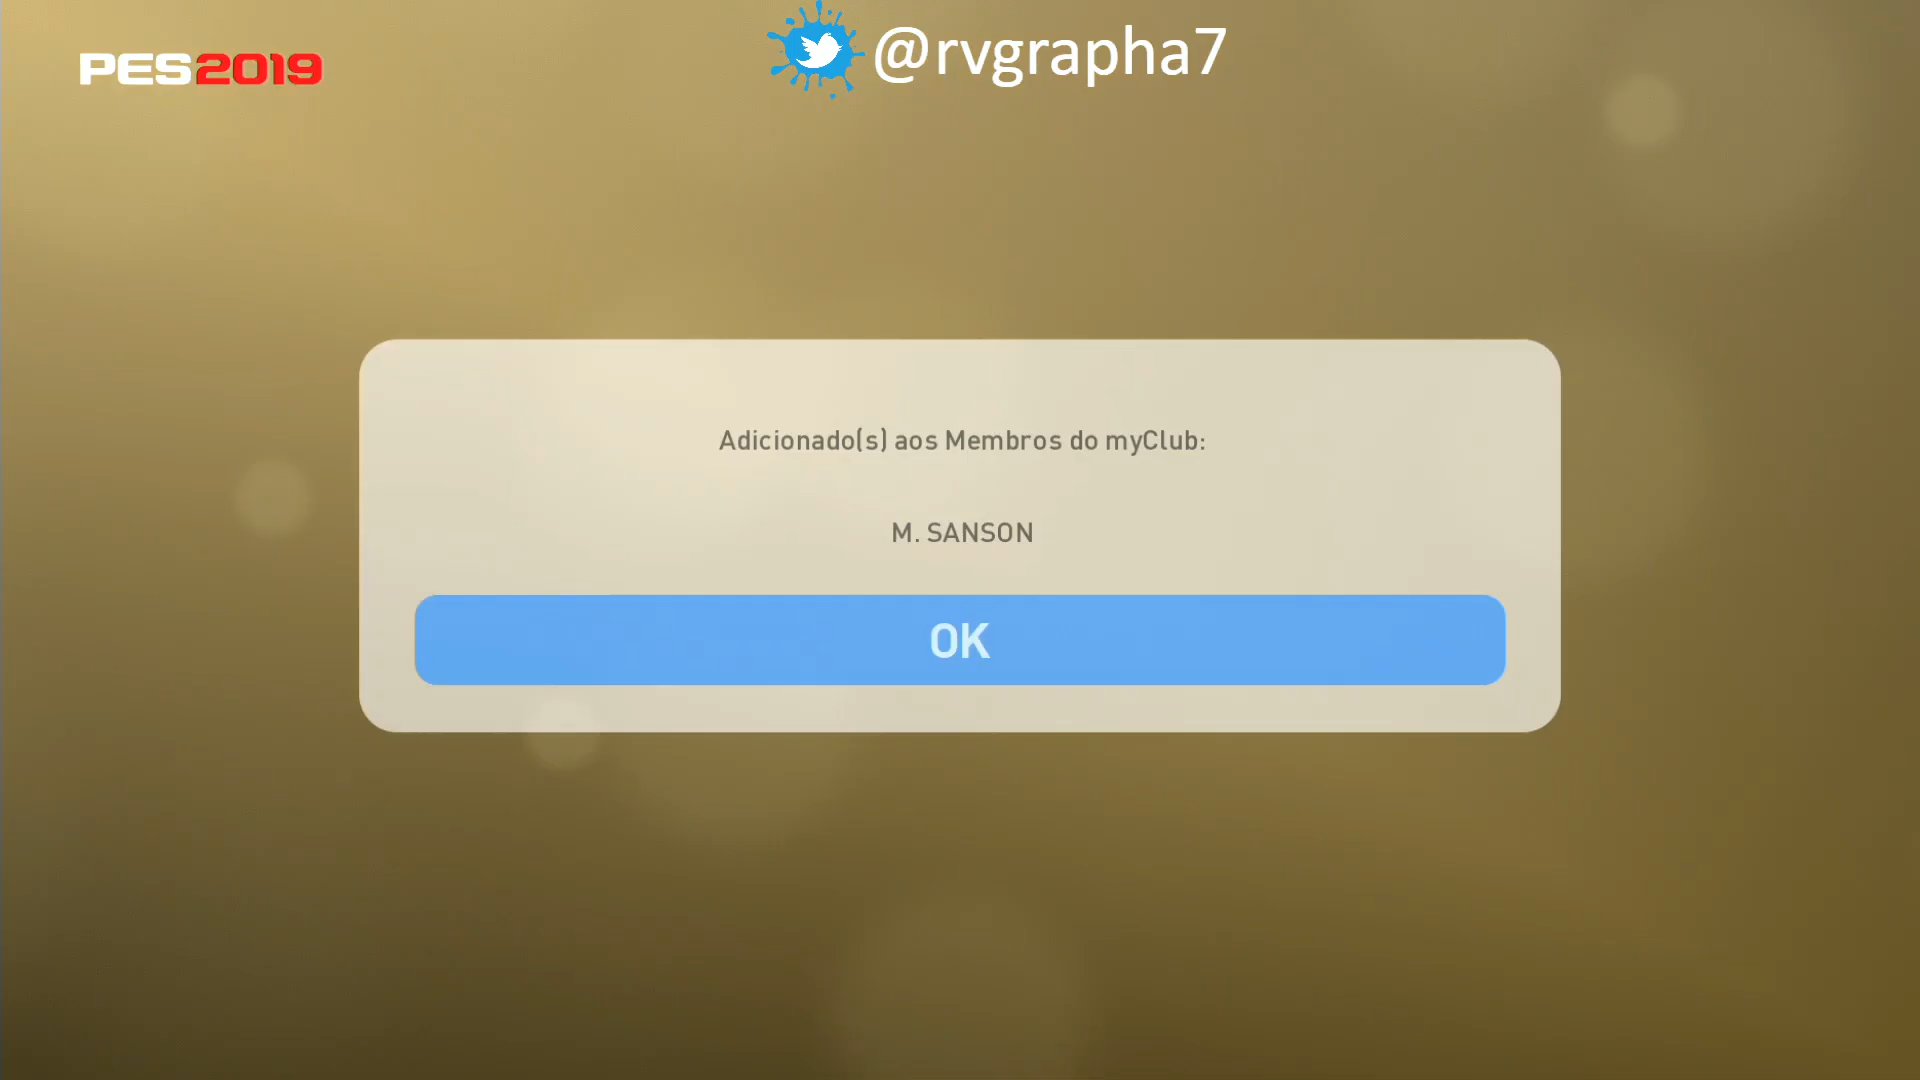 PES2019
@rvgrapha7
Adicionado(s) aos Membros do myClub:
M. SANSON
OK